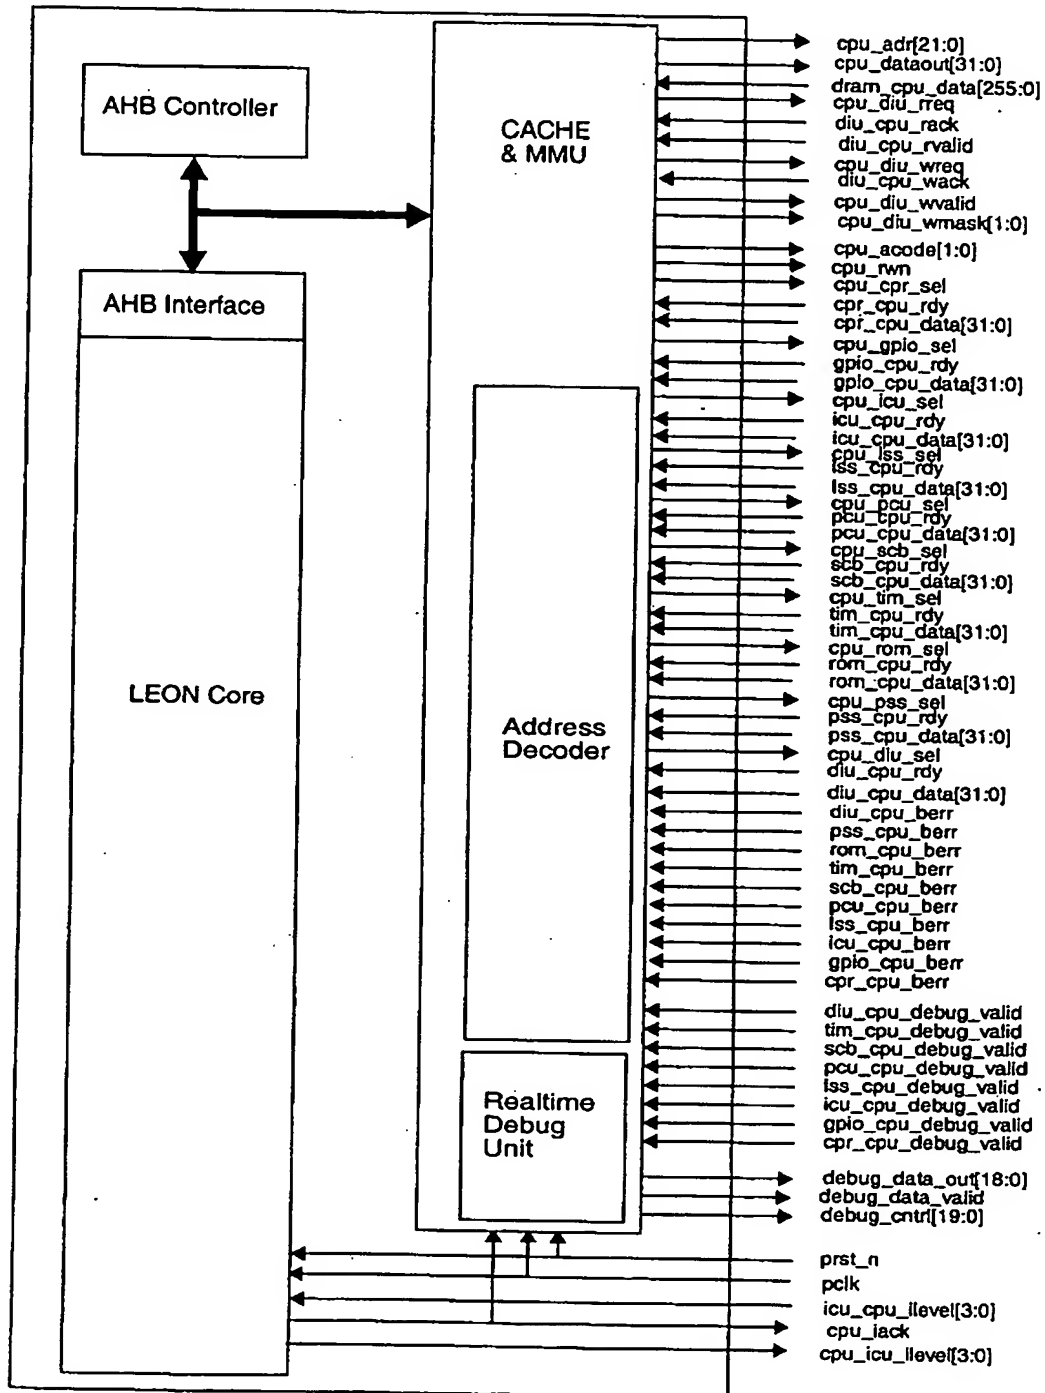 AHB Controller
CACHE
& MMU
AHB Interface
LEON Core
Address
Decoder
Realtime
Debug
Unit
cpu_adr[21:0]
cpu_dataout[31:0]
dram_cpu_data[255:0]
cpu_diu_rreq
diu_cpu_rack
diu_cpu_rvalid
cpu_diu_wreq
diu_cpu_wack
cpu_diu_wvalid
cpu_diu_wmask[1:0]
cpu_acode[1:0]
cpu_rwn
cpu_cpr_sel
cpr_cpu_rdy
cpr_cpu_data[31:0]
cpu_gpio_sel
gpio_cpu_rdy
gpio_cpu_data[31:0]
cpu_icu_sel
icu_cpu_rdy
icu_cpu_data[31:0]
cpu_lss_sel
lss_cpu_rdy
lss_cpu_data[31:0]
cpu_pcu_sel
pcu_cpu_rdy
pcu_cpu_data[31:0]
cpu_scb_sel
scb_cpu_rdy
scb_cpu_data[31:0]
cpu_tim_sel
tim_cpu_rdy
tim_cpu_data[31:0]
cpu_rom_sel
rom_cpu_rdy
rom_cpu_data[31:0]
cpu_pss_sel
pss_cpu_rdy
pss_cpu_data[31:0]
cpu_diu_sel
diu_cpu_rdy
diu_cpu_data[31:0]
diu_cpu_berr
pss_cpu_berr
rom_cpu_berr
tim_cpu_berr
scb_cpu_berr
pcu_cpu_berr
lss_cpu_berr
icu_cpu_berr
gpio_cpu_berr
cpr_cpu_berr
diu_cpu_debug_valid
tim_cpu_debug_valid
scb_cpu_debug_valid
pcu_cpu_debug_valid
lss_cpu_debug_valid
icu_cpu_debug_valid
gpio_cpu_debug_valid
cpr_cpu_debug_valid
debug_data_out[18:0]
debug_data_valid
debug_cntrl[19:0]
prst_n
pclk
icu_cpu_ilevel[3:0]
cpu_iack
cpu_icu_ilevel[3:0]